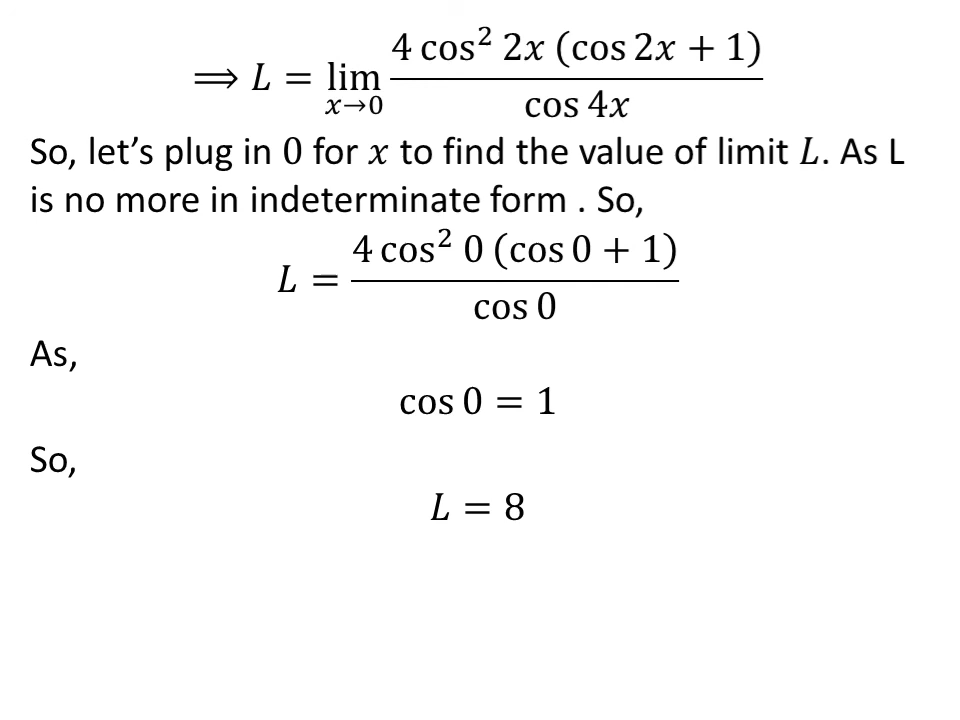 ⟹ L = lim x→0 4 cos² 2x (cos 2x + 1) / cos 4x
So, let’s plug in 0 for x to find the value of limit L. As L
is no more in indeterminate form . So,
L = 4 cos² 0 (cos 0 + 1) / cos 0
As,
cos 0 = 1
So,
L = 8